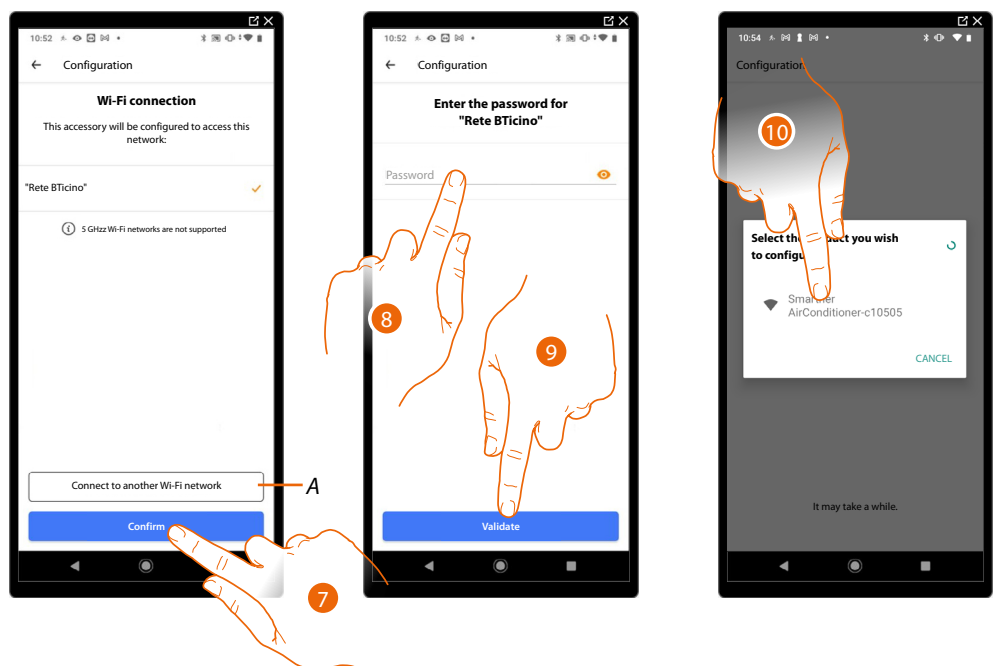 10:52
Configuration
Wi-Fi connection
This accessory will be configured to access this
network:
"Rete BTicino"
5 GHzz Wi-Fi networks are not supported
Connect to another Wi-Fi network
A
Confirm
7
10:52
Configuration
Enter the password for
"Rete BTicino"
Password
8
9
Validate
10:54
Configuration
10
Select the product you wish
to configu
Smarther
AirConditioner-c10505
CANCEL
It may take a while.